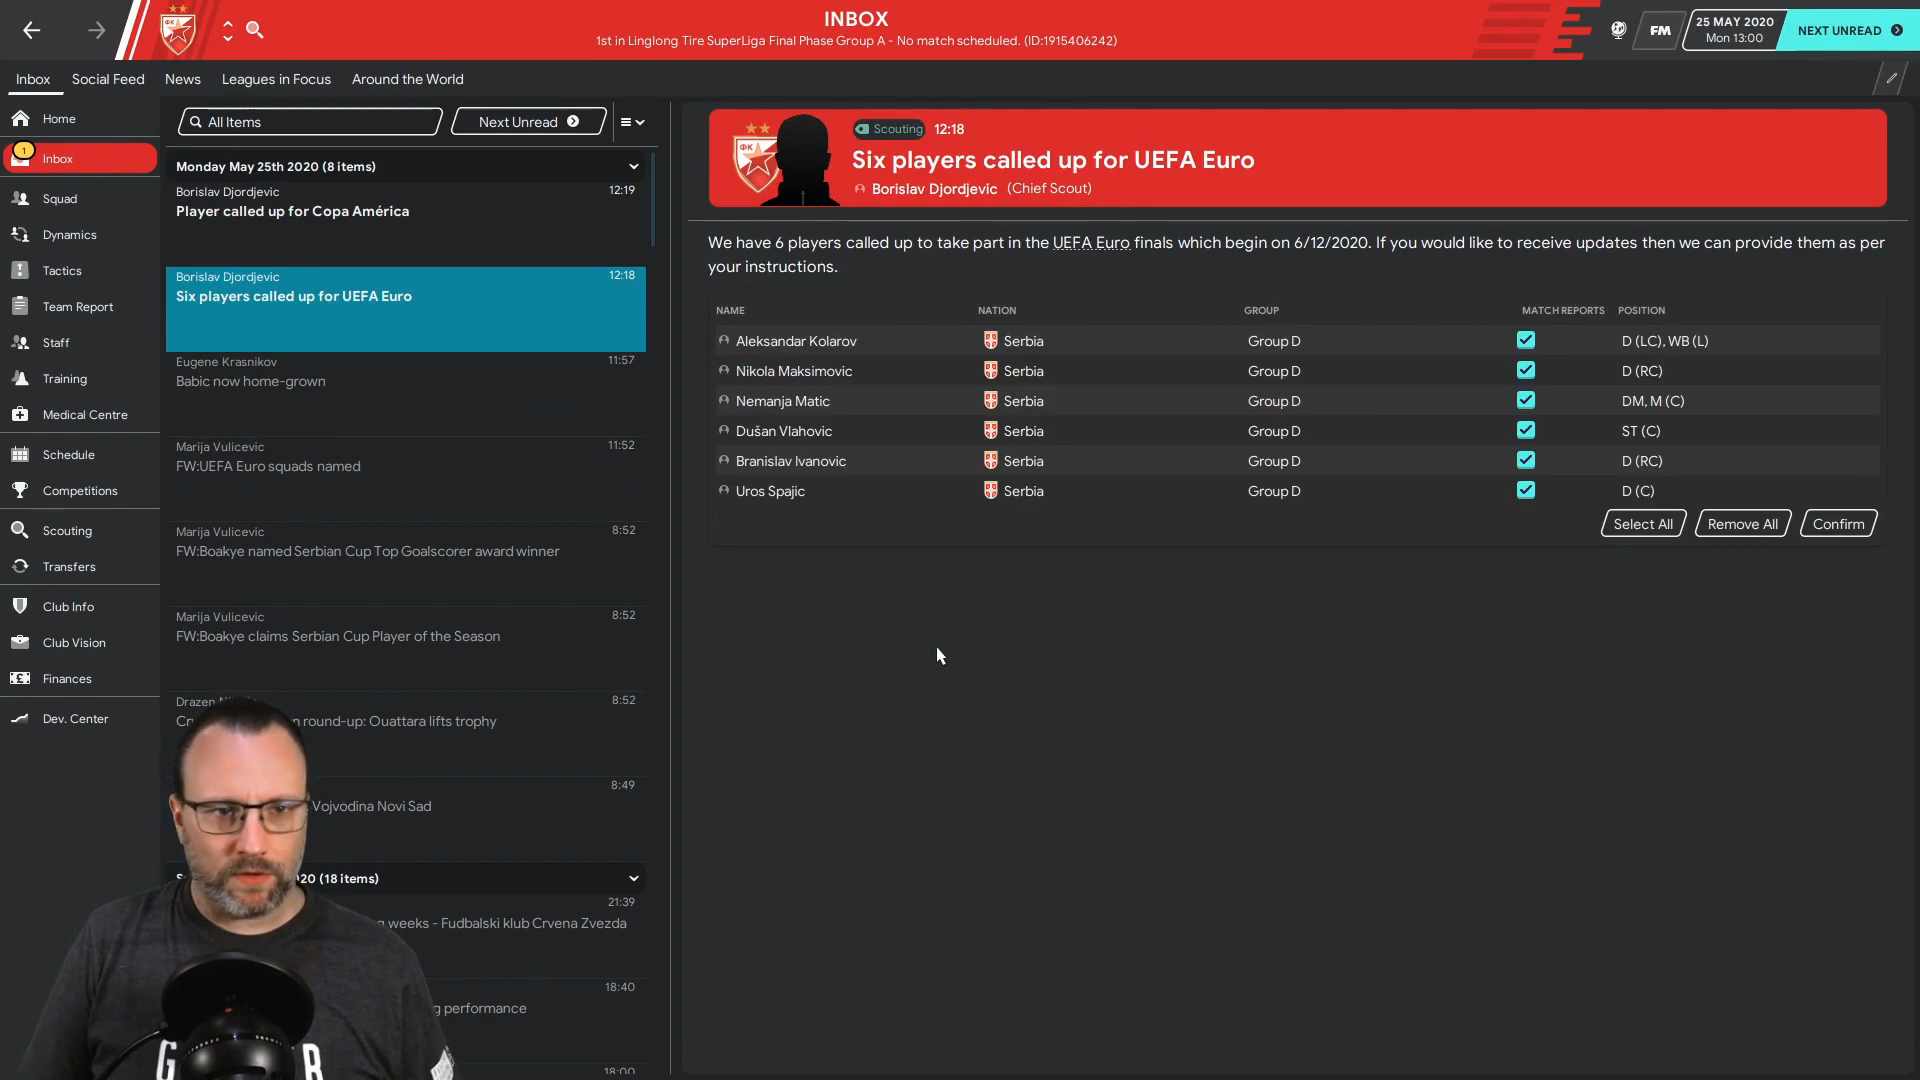 INBOX
1st in Linglong Tire SuperLiga Final Phase Group A - No match scheduled. (ID:1915406242)
FM
25 MAY 2020
Mon 13:00
NEXT UNREAD
Inbox
Social Feed
News
Leagues in Focus
Around the World
Home
1
Inbox
Squad
Dynamics
Tactics
Team Report
Staff
Training
Medical Centre
Schedule
Competitions
Scouting
Transfers
Club Info
Club Vision
Finances
Dev. Center
All Items
Next Unread
Monday May 25th 2020 (8 items)
Borislav Djordjevic 12:19
Player called up for Copa América
Borislav Djordjevic 12:18
Six players called up for UEFA Euro
Eugene Krasnikov 11:57
Babic now home-grown
Marija Vulicevic 11:52
FW:UEFA Euro squads named
Marija Vulicevic 8:52
FW:Boakye named Serbian Cup Top Goalscorer award winner
Marija Vulicevic 8:52
FW:Boakye claims Serbian Cup Player of the Season
Drazen 8:52
round-up: Ouattara lifts trophy
8:49
Vojvodina Novi Sad
20 (18 items)
21:39
weeks - Fudbalski klub Crvena Zvezda
18:40
performance
18:00
Scouting 12:18
Six players called up for UEFA Euro
Borislav Djordjevic (Chief Scout)
We have 6 players called up to take part in the UEFA Euro finals which begin on 6/12/2020. If you would like to receive updates then we can provide them as per
your instructions.
NAME NATION GROUP MATCH REPORTS POSITION
Aleksandar Kolarov Serbia Group D D (LC), WB (L)
Nikola Maksimovic Serbia Group D D (RC)
Nemanja Matic Serbia Group D DM, M (C)
Dušan Vlahovic Serbia Group D ST (C)
Branislav Ivanovic Serbia Group D D (RC)
Uros Spajic Serbia Group D D (C)
Select All
Remove All
Confirm